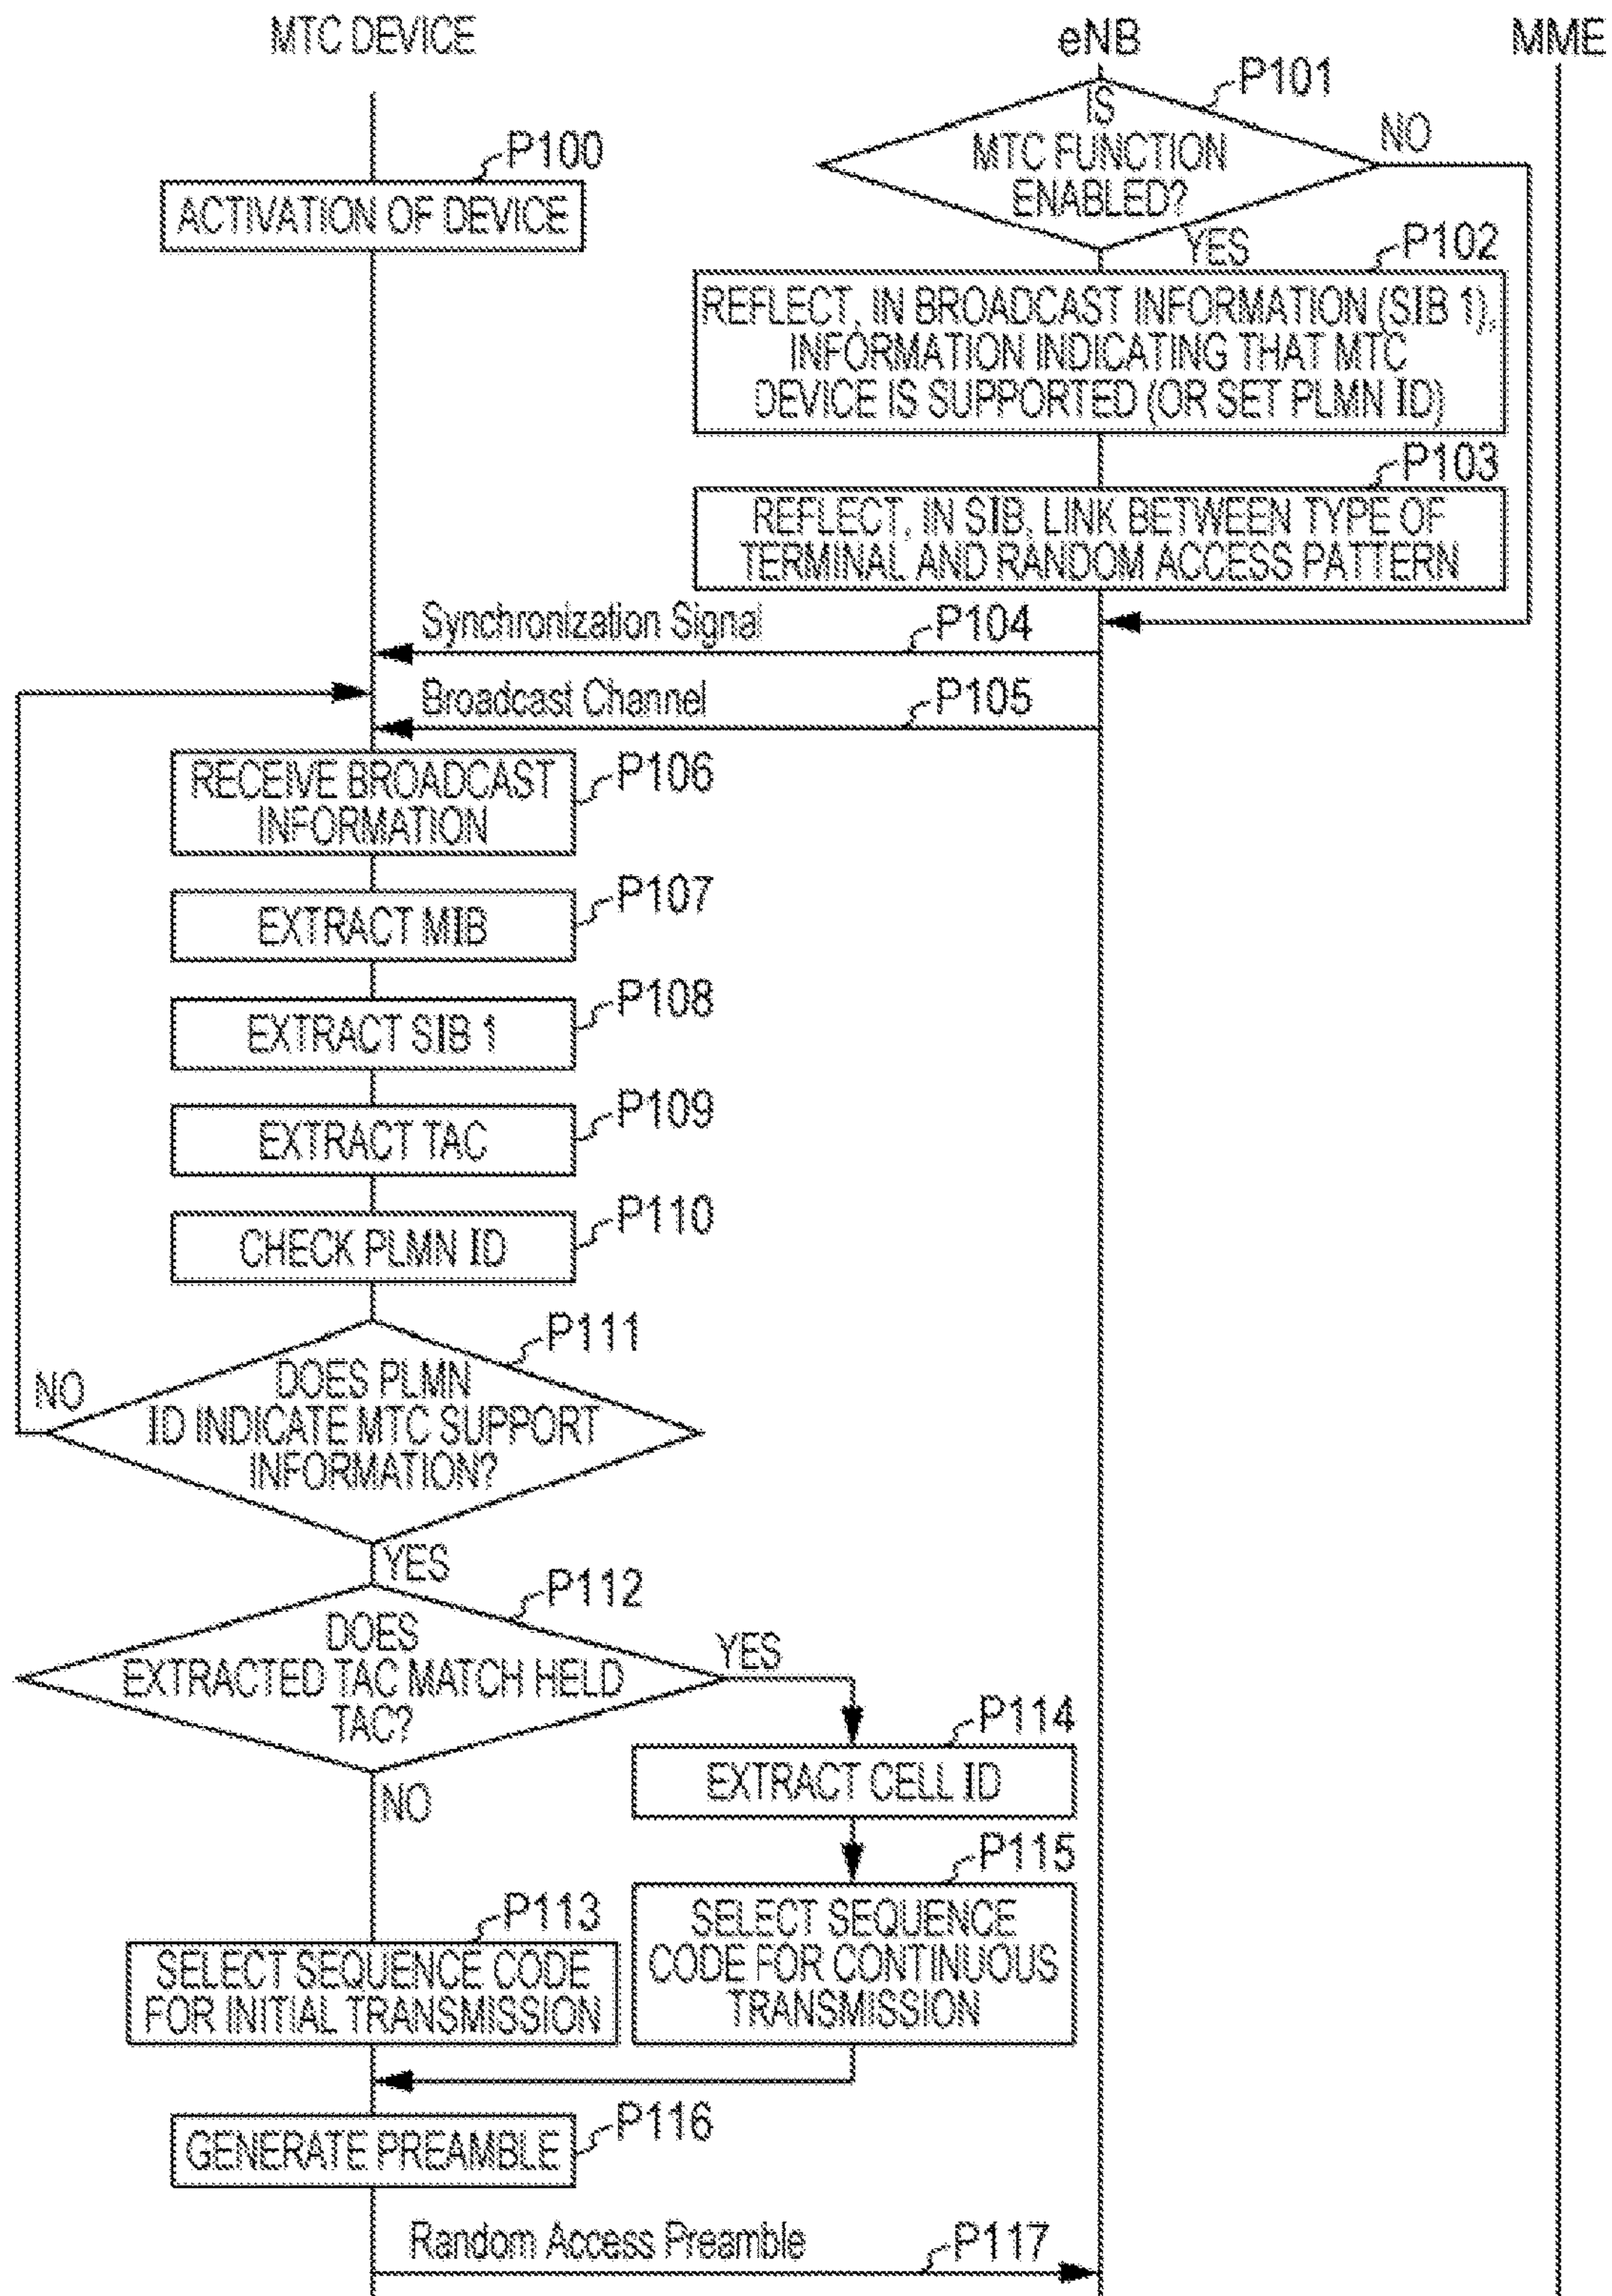 MTC DEVICE
eNB
MME
P101
IS
MTC FUNCTION
ENABLED?
NO
YES
P100
ACTIVATION OF DEVICE
P102
REFLECT, IN BROADCAST INFORMATION (SIB 1),
INFORMATION INDICATING THAT MTC
DEVICE IS SUPPORTED (OR SET PLMN ID)
P103
REFLECT, IN SIB, LINK BETWEEN TYPE OF
TERMINAL AND RANDOM ACCESS PATTERN
Synchronization Signal
P104
Broadcast Channel
P105
RECEIVE BROADCAST
INFORMATION
P106
EXTRACT MIB
P107
EXTRACT SIB 1
P108
EXTRACT TAC
P109
CHECK PLMN ID
P110
P111
DOES PLMN
ID INDICATE MTC SUPPORT
INFORMATION?
NO
YES
P112
DOES
EXTRACTED TAC MATCH HELD
TAC?
YES
NO
P114
EXTRACT CELL ID
P115
SELECT SEQUENCE
CODE FOR CONTINUOUS
TRANSMISSION
P113
SELECT SEQUENCE CODE
FOR INITIAL TRANSMISSION
P116
GENERATE PREAMBLE
Random Access Preamble
P117